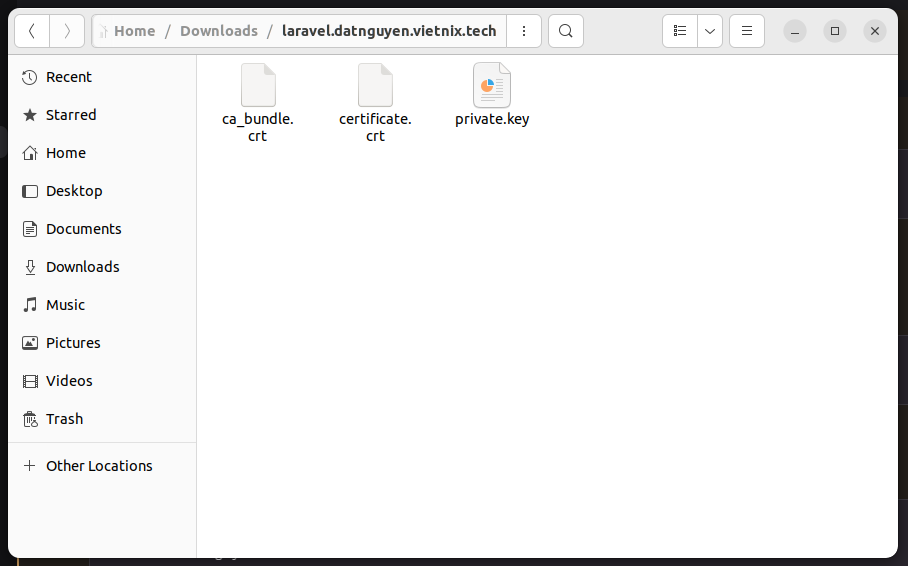 Home / Downloads / laravel.datnguyen.vietnix.tech
Recent
Starred
Home
Desktop
Documents
Downloads
Music
Pictures
Videos
Trash
Other Locations
ca_bundle.
crt
certificate.
crt
private.key